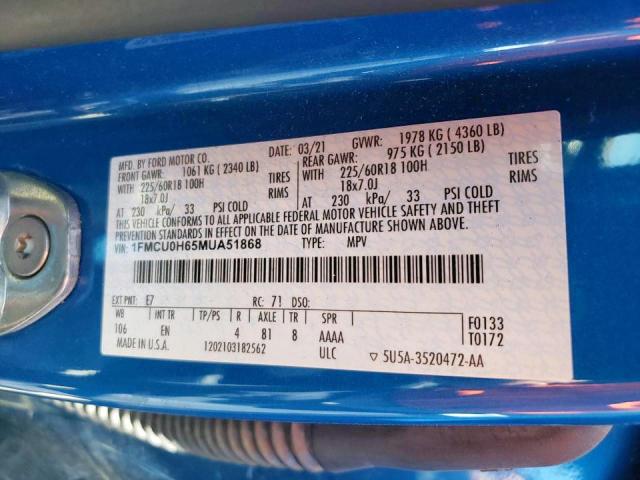 MFD. BY FORD MOTOR CO.
DATE: 03/21 GVWR: 1978 KG ( 4360 LB)
FRONT GAWR: 1061 KG ( 2340 LB) REAR GAWR: 975 KG ( 2150 LB)
WITH 225/60R18 100H TIRES WITH 225/60R18 100H TIRES
18x7.0J RIMS 18x7.0J RIMS
AT 230 kPa/ 33 PSI COLD AT 230 kPa/ 33 PSI COLD
THIS VEHICLE CONFORMS TO ALL APPLICABLE FEDERAL MOTOR VEHICLE SAFETY AND THEFT
PREVENTION STANDARDS IN EFFECT ON THE DATE OF MANUFACTURE SHOWN ABOVE.
VIN: 1FMCU0H65MUA51868 TYPE: MPV
EXT PNT: E7 RC: 71 DSO:
WB INT TR TP/PS R AXLE TR SPR
106 EN 4 81 8 AAAA
MADE IN U.S.A. 1202103182562 ULC
F0133
T0172
▽ 5U5A-3520472-AA